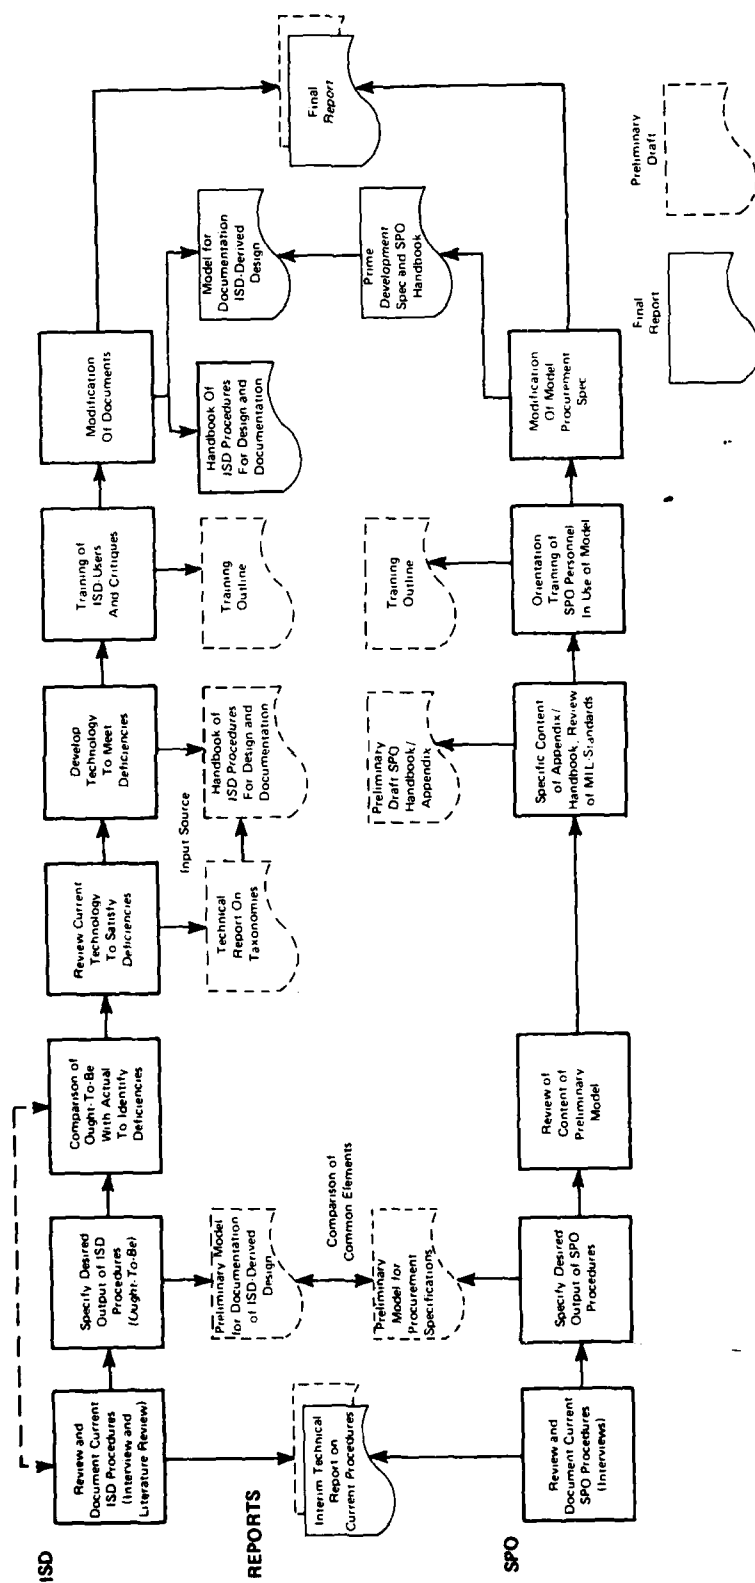 ISD
Review and
Document Current
ISD Procedures
(Interview and
Literature Review)
Specify Desired
Output of ISD
Procedures
(Ought-To-Be)
Comparison of
Ought-To-Be
With Actual
To Identify
Deficiencies
Review Current
Technology
To Satisfy
Deficiencies
Develop
Technology
To Meet
Deficiencies
Training of
ISD-Users
And Critiques
Modification
Of Documents
REPORTS
Interim Technical
Report on
Current Procedures
Preliminary Model
for Documentation
of ISD-Derived
Design
Comparison of
Common Elements
Preliminary
Model for
Procurement
Specifications
Technical
Report On
Taxonomies
Input Source
Handbook of
ISD Procedures
For Design and
Documentation
Preliminary
Draft SPO
Handbook/
Appendix
Training
Outline
Training
Outline
Handbook Of
ISD Procedures
For Design and
Documentation
Model for
Documentation
ISD-Derived
Design
Prime
Development
Spec and SPO
Handbook
Final
Report
SPO
Review and
Document Current
SPO Procedures
(Interviews)
Specify Desired
Output of SPO
Procedures
Review of
Content of
Preliminary
Model
Specific Content
of Appendix/
Handbook, Review
of MIL-Standards
Orientation
Training of
SPO Personnel
In Use of Model
Modification
Of Model
Procurement
Spec
Final
Report
Preliminary
Draft